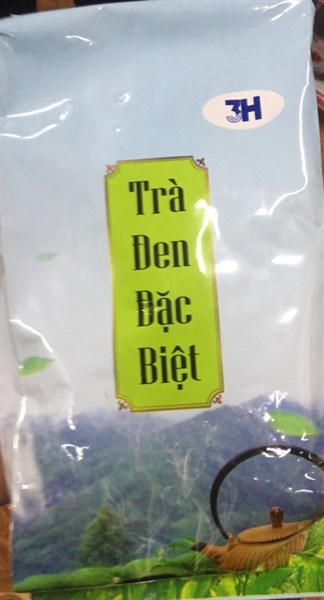 3H
Trà
Đen
Đặc
Biệt